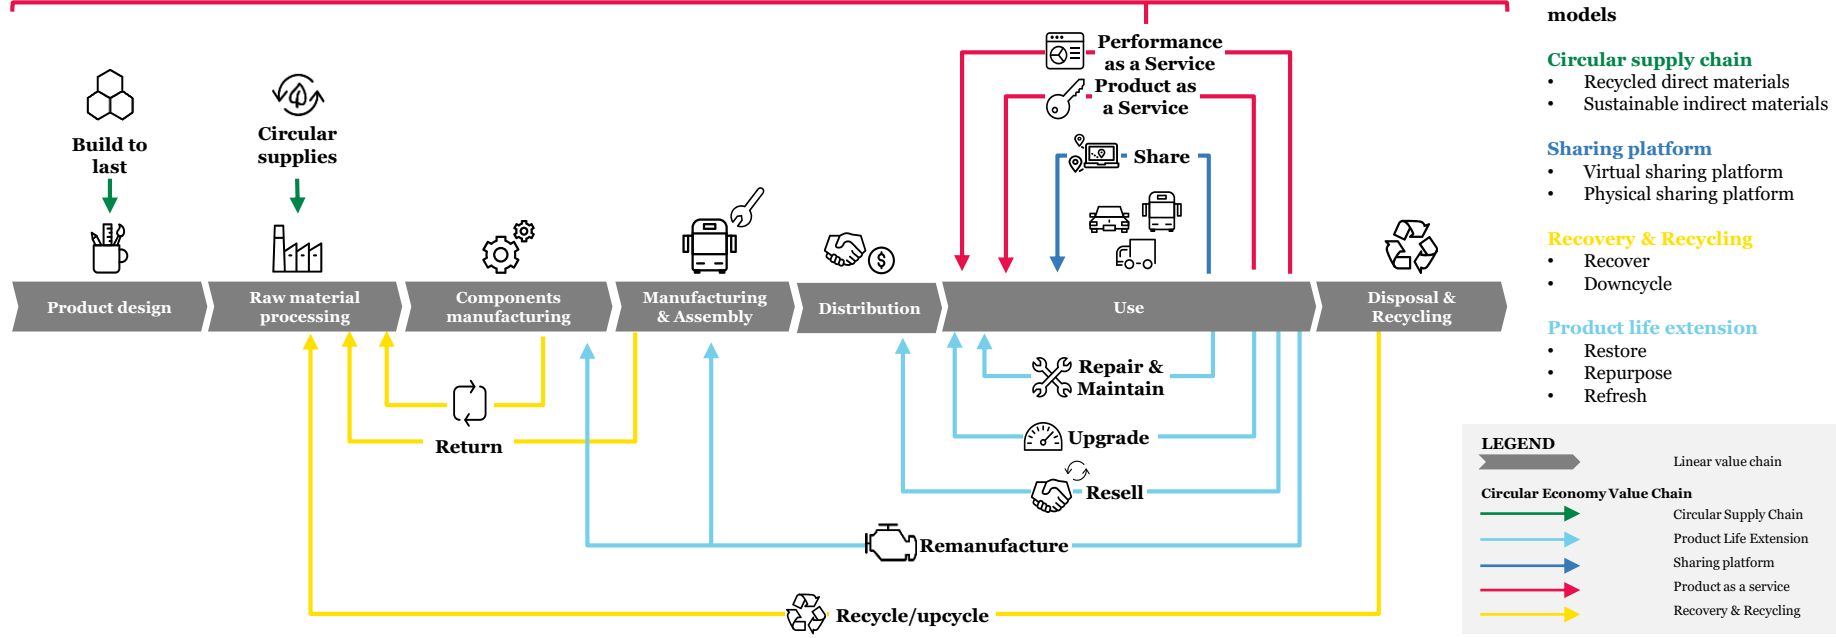 models
Performance
as a Service
Product as
a Service
Share
Build to
last
Circular
supplies
Product design
Raw material
processing
Components
manufacturing
Manufacturing
& Assembly
Distribution
Use
Disposal &
Recycling
Repair &
Maintain
Upgrade
Resell
Return
Remanufacture
Recycle/upcycle
Circular supply chain
• Recycled direct materials
• Sustainable indirect materials
Sharing platform
• Virtual sharing platform
• Physical sharing platform
Recovery & Recycling
• Recover
• Downcycle
Product life extension
• Restore
• Repurpose
• Refresh
LEGEND
Linear value chain
Circular Economy Value Chain
Circular Supply Chain
Product Life Extension
Sharing platform
Product as a service
Recovery & Recycling